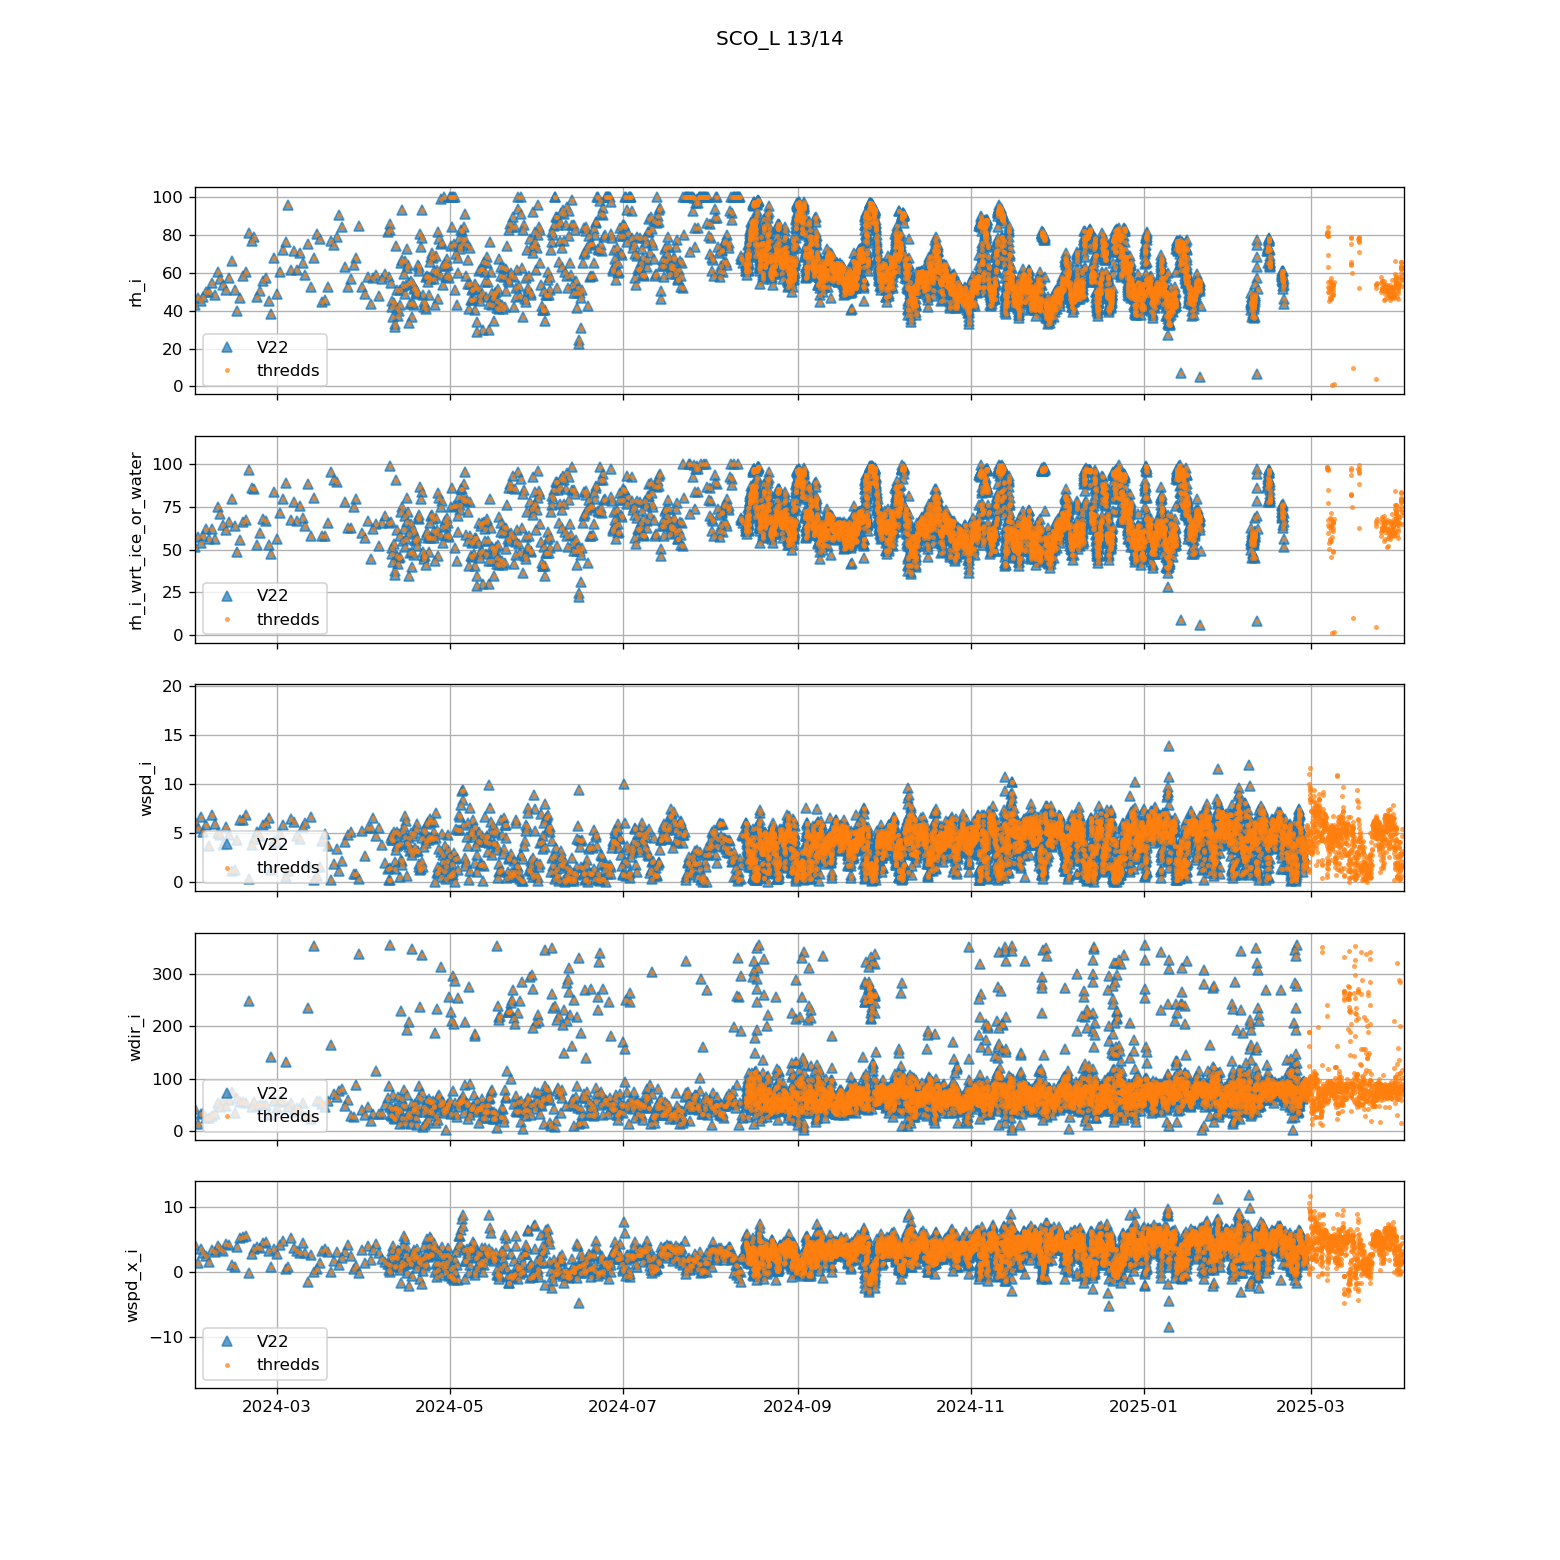 SCO_L 13/14
100
80
60
40
20
0
rh_i
V22
thredds
100
75
50
25
0
rh_i_wrt_ice_or_water
V22
thredds
20
15
10
5
0
wspd_i
V22
thredds
300
200
100
0
wdir_i
V22
thredds
10
0
−10
wspd_x_i
V22
thredds
2024-03 2024-05 2024-07 2024-09 2024-11 2025-01 2025-03